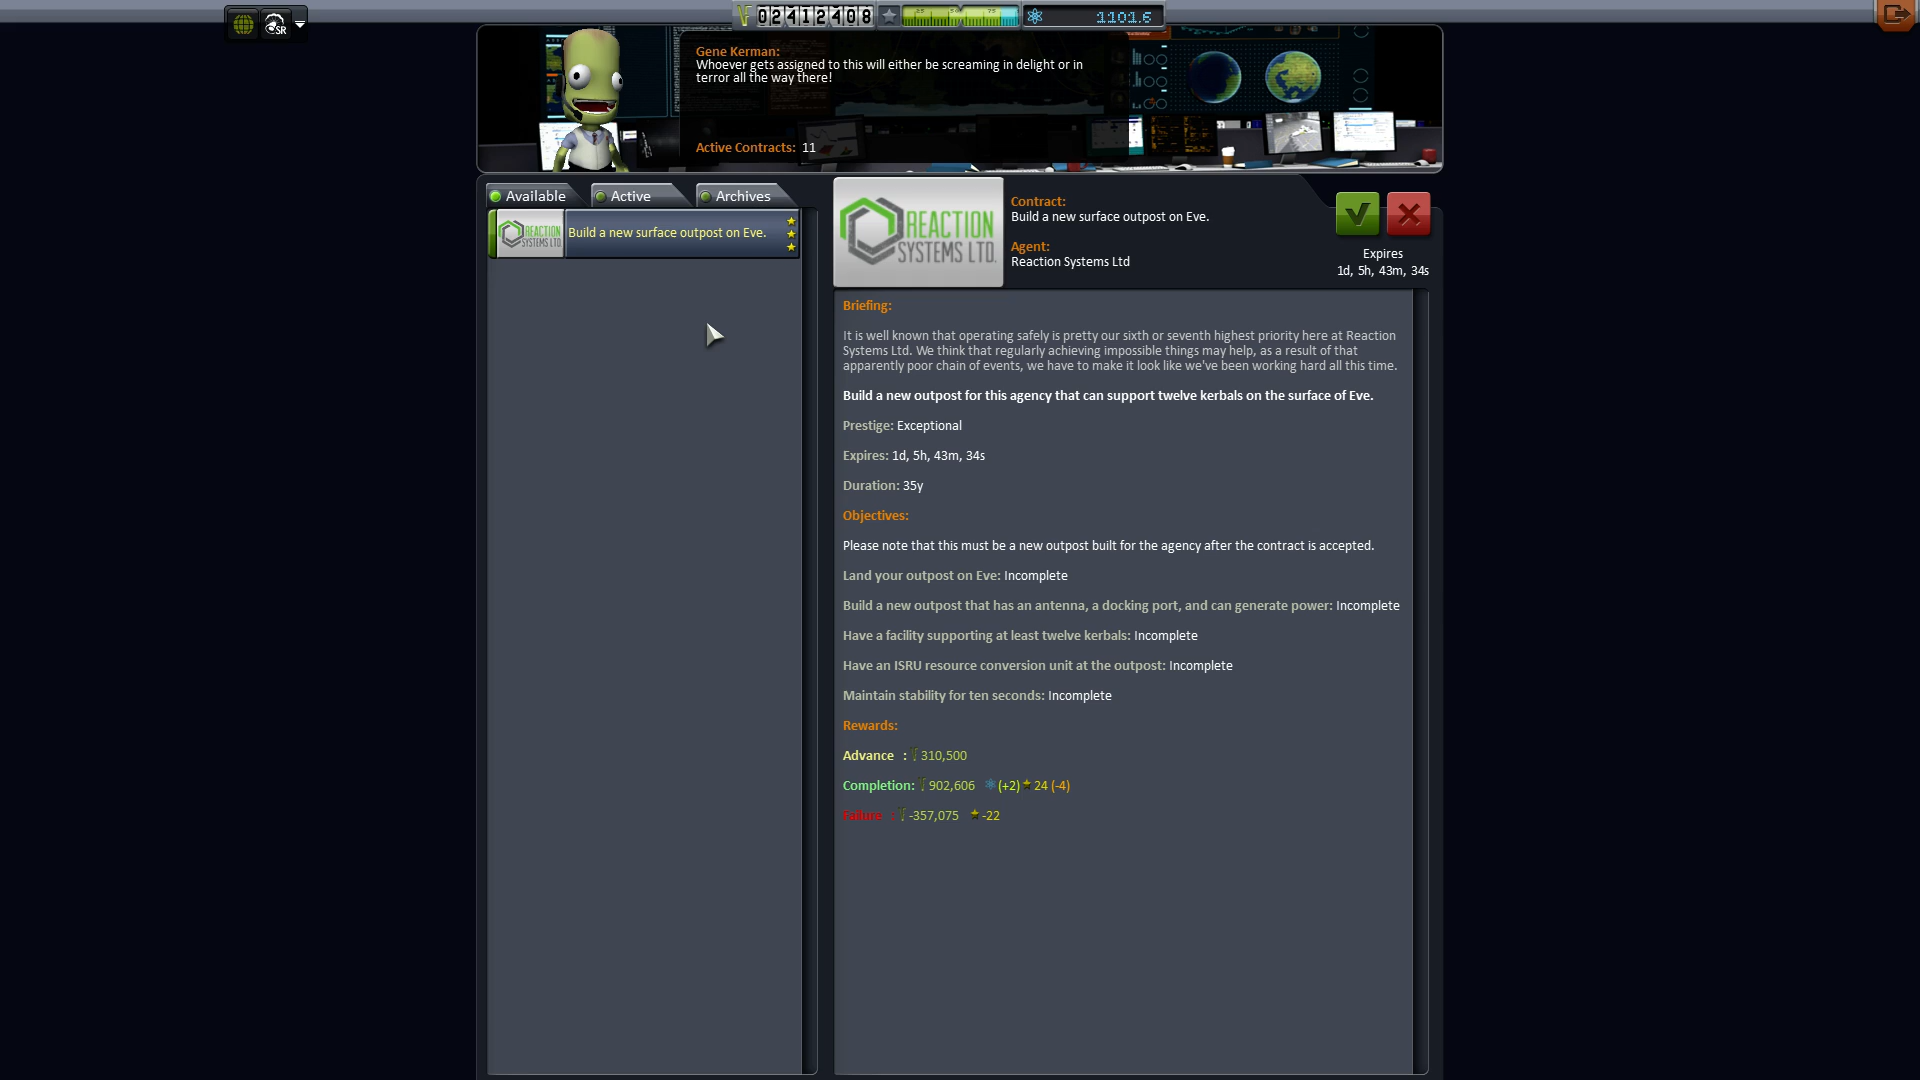 02412408
25 50 75
1101.6
SR
Gene Kerman:
Whoever gets assigned to this will either be screaming in delight or in
terror all the way there!
Active Contracts: 11
Available
Active
Archives
REACTION
SYSTEMS LTD.
Build a new surface outpost on Eve.
REACTION
SYSTEMS LTD.
Contract:
Build a new surface outpost on Eve.
Agent:
Reaction Systems Ltd
Expires
1d, 5h, 43m, 34s
Briefing:
It is well known that operating safely is pretty our sixth or seventh highest priority here at Reaction
Systems Ltd. We think that regularly achieving impossible things may help, as a result of that
apparently poor chain of events, we have to make it look like we've been working hard all this time.
Build a new outpost for this agency that can support twelve kerbals on the surface of Eve.
Prestige: Exceptional
Expires: 1d, 5h, 43m, 34s
Duration: 35y
Objectives:
Please note that this must be a new outpost built for the agency after the contract is accepted.
Land your outpost on Eve: Incomplete
Build a new outpost that has an antenna, a docking port, and can generate power: Incomplete
Have a facility supporting at least twelve kerbals: Incomplete
Have an ISRU resource conversion unit at the outpost: Incomplete
Maintain stability for ten seconds: Incomplete
Rewards:
Advance : 310,500
Completion: 902,606 (+2) 24 (-4)
Failure : -357,075 -22